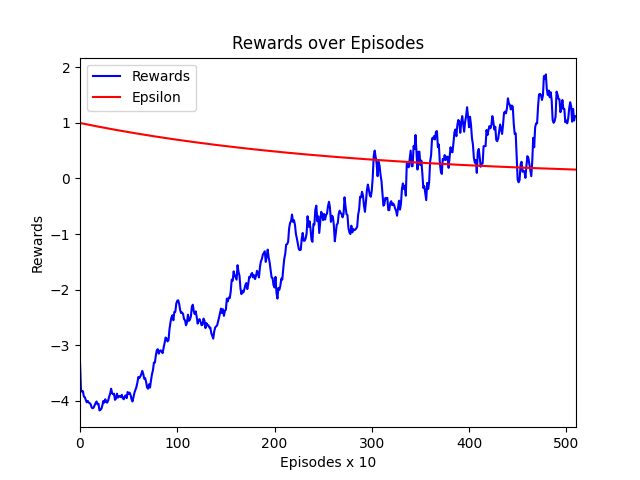 Rewards over Episodes
Rewards
Epsilon
2
1
0
−1
−2
−3
−4
Rewards
0 100 200 300 400 500
Episodes x 10